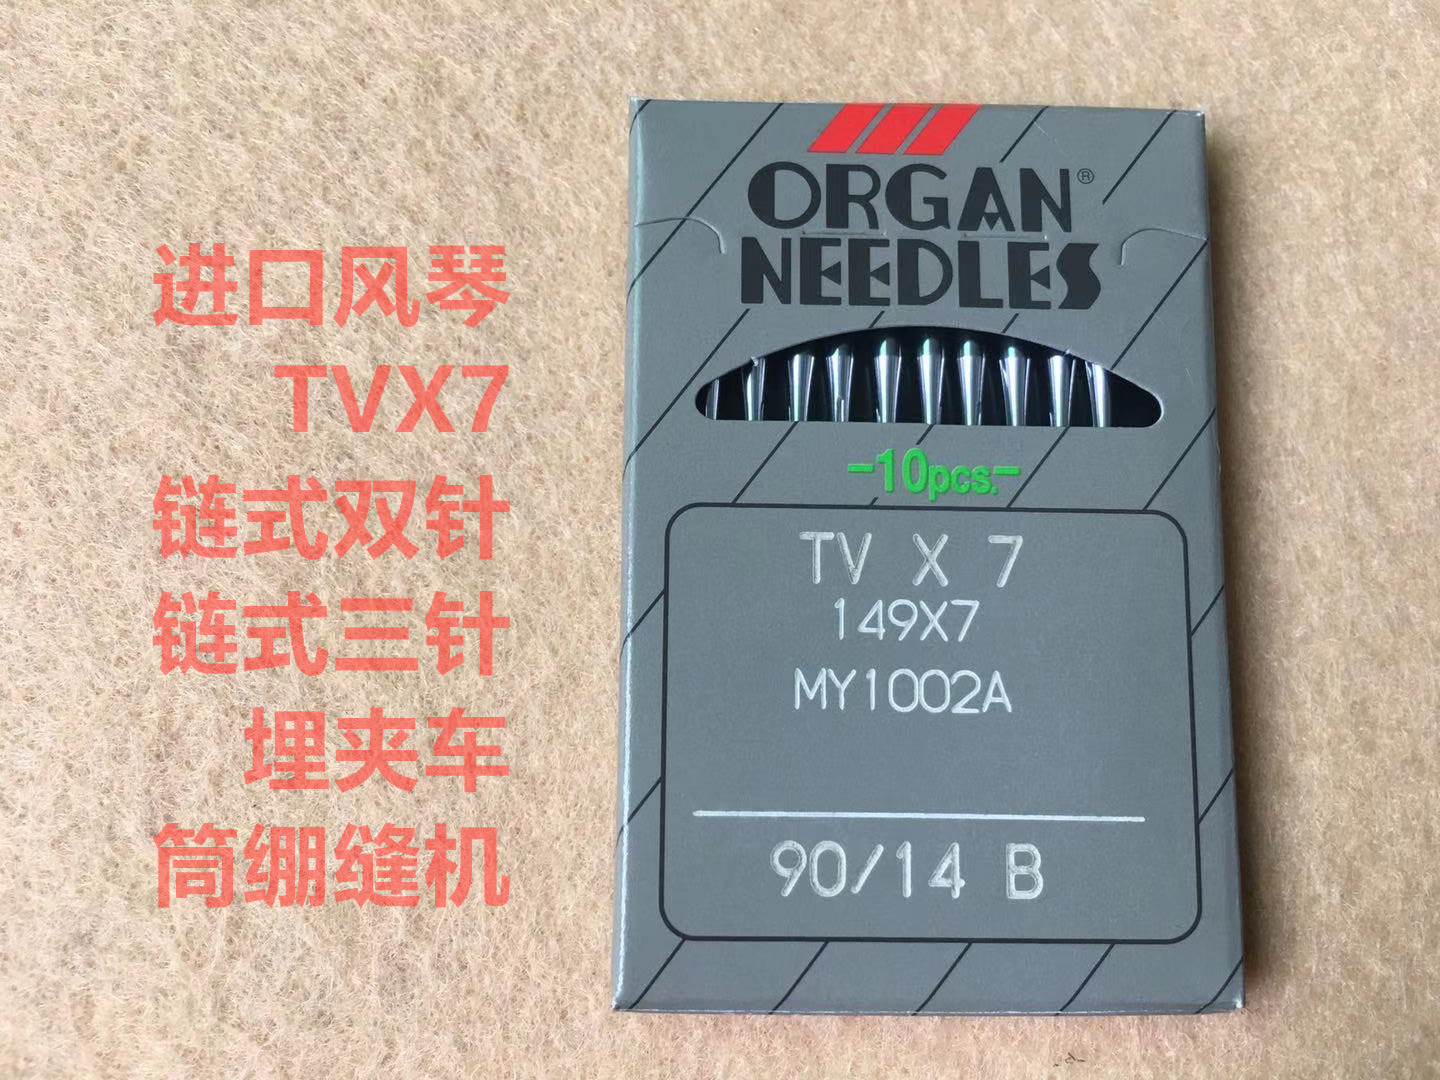 进口风琴
TVX7
链式双针
链式三针
埋夹车
筒绷缝机
ORGAN®
NEEDLES
-10pcs.-
TV X 7
149X7
MY1002A
90/14 B